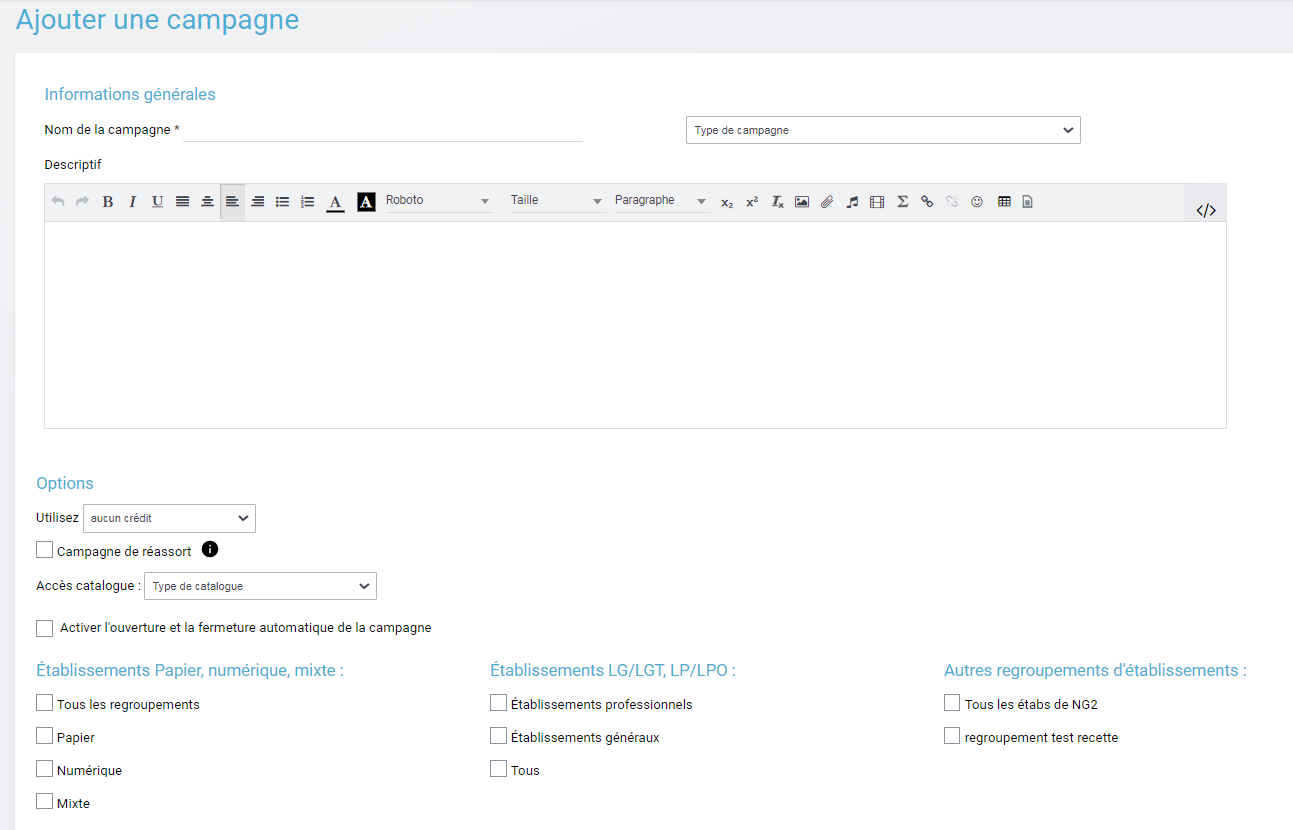 Ajouter une campagne
Informations générales
Nom de la campagne *
Type de campagne
Descriptif
B I U A A Roboto Taille Paragraphe x₂ x² Tx Σ </>
Options
Utilisez aucun crédit
Campagne de réassort i
Accès catalogue : Type de catalogue
Activer l'ouverture et la fermeture automatique de la campagne
Établissements Papier, numérique, mixte :
Tous les regroupements
Papier
Numérique
Mixte
Établissements LG/LGT, LP/LPO :
Établissements professionnels
Établissements généraux
Tous
Autres regroupements d'établissements :
Tous les étabs de NG2
regroupement test recette